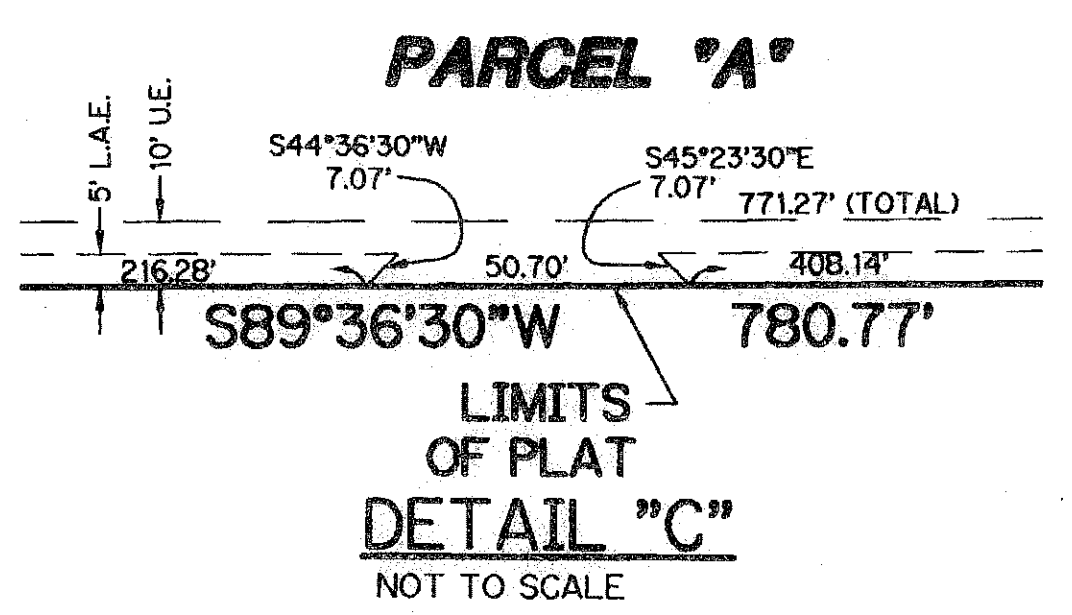 PARCEL "A"
5' L.A.E.
10' U.E.
S44°36'30"W
7.07'
S45°23'30"E
7.07'
771.27' (TOTAL)
216.28'
50.70'
408.14'
S89°36'30"W
780.77'
LIMITS
OF PLAT
DETAIL "C"
NOT TO SCALE